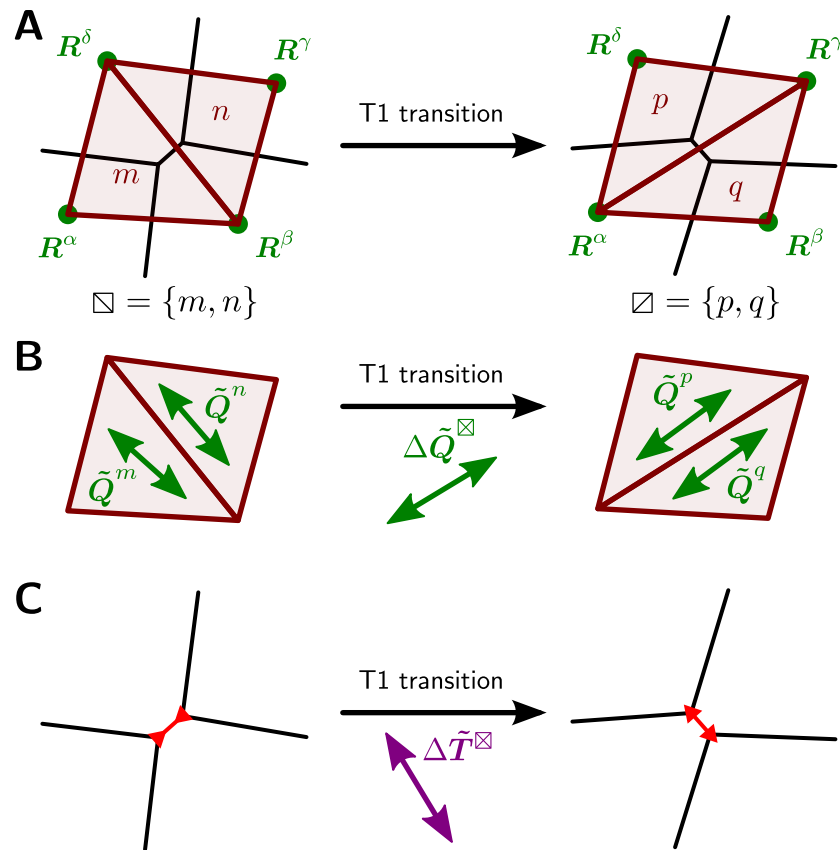 A
R^δ
R^γ
n
m
R^α
R^β
⧅ = {m, n}
T1 transition
R^δ
R^γ
p
q
R^α
R^β
⧄ = {p, q}
B
Q̃^n
Q̃^m
T1 transition
ΔQ̃^⊠
Q̃^p
Q̃^q
C
T1 transition
ΔT̃^⊠